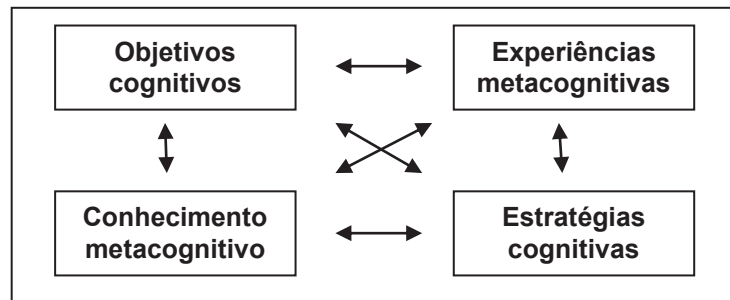 Objetivos
cognitivos
Experiências
metacognitivas
Conhecimento
metacognitivo
Estratégias
cognitivas